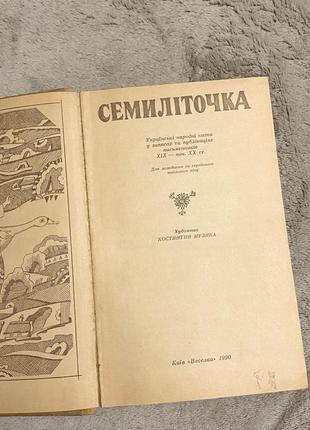 СЕМИЛІТОЧКА
Українські народні казки
у записах та публікаціях
письменників
XIX — поч. XX ст.
Для молодшого та середнього
шкільного віку
Художник
КОСТЯНТИН МУЗИКА
Київ «Веселка» 1990